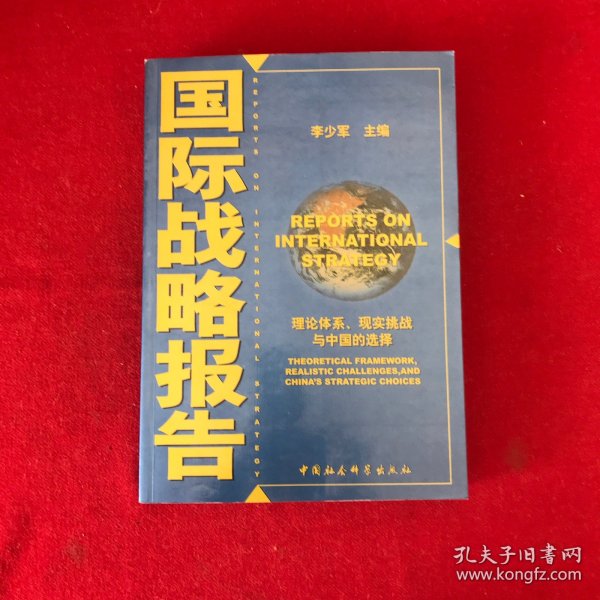 国际战略报告
REPORTS ON INTERNATIONAL STRATEGY
李少军 主编
REPORTS ON
INTERNATIONAL
STRATEGY
理论体系、现实挑战
与中国的选择
THEORETICAL FRAMEWORK,
REALISTIC CHALLENGES,AND
CHINA'S STRATEGIC CHOICES
中国社会科学出版社
孔夫子旧书网
www.kongfz.com